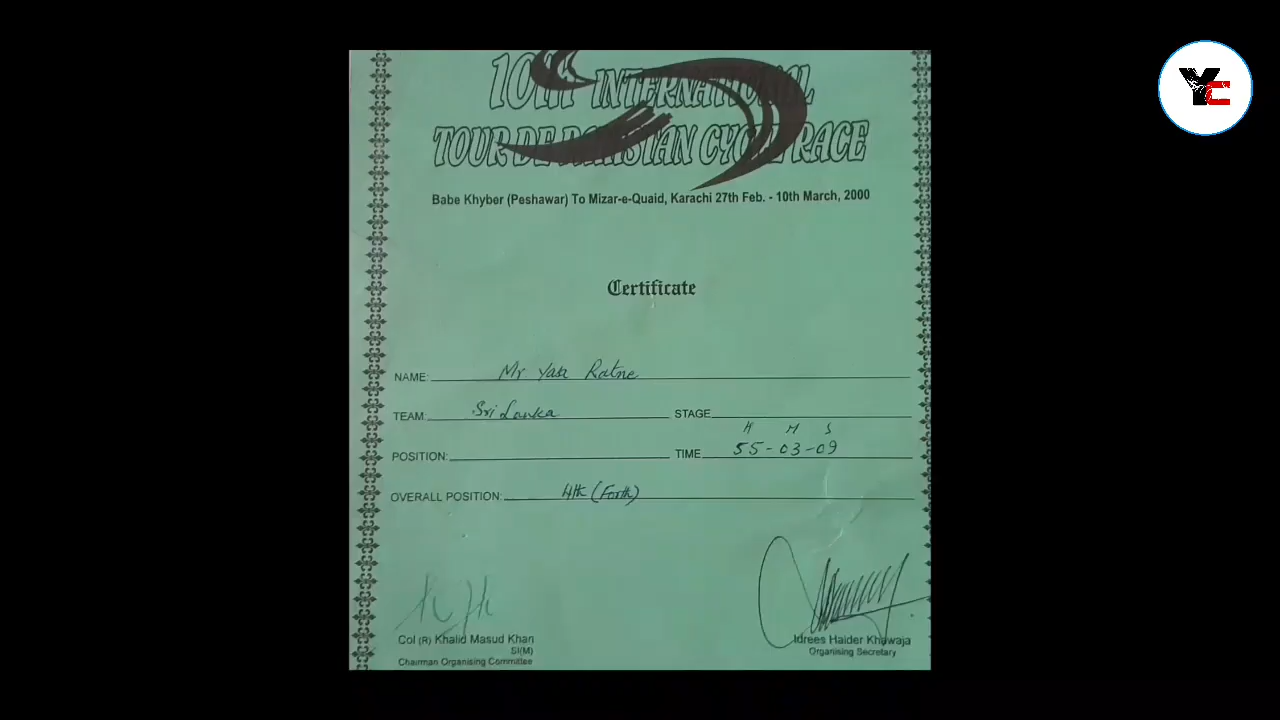 YC
10TH INTERNATIONAL
TOUR DE PAKISTAN CYCLE RACE
Babe Khyber (Peshawar) To Mizar-e-Quaid, Karachi 27th Feb. - 10th March, 2000
Certificate
NAME: Mr. Yasa Ratne
TEAM: Sri Lanka STAGE
H M S
POSITION: TIME 55-03-09
OVERALL POSITION: 4th (Forth)
Col (R) Khalid Masud Khan Idrees Haider Khawaja
SI(M) Organising Secretary
Chairman Organising Committee